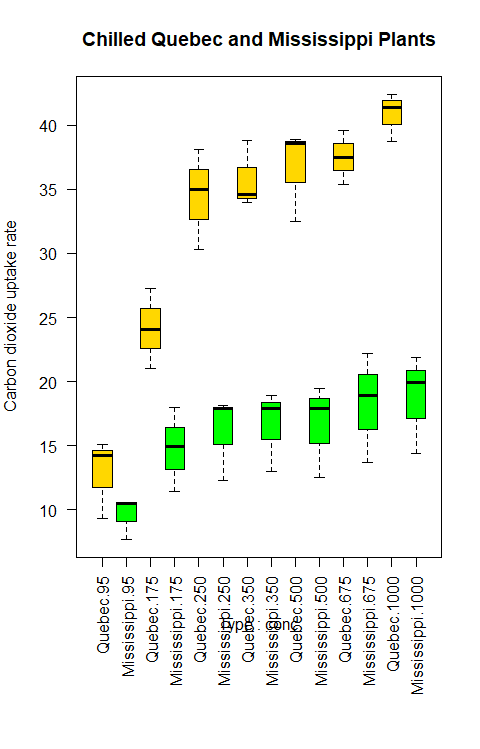 Chilled Quebec and Mississippi Plants
Carbon dioxide uptake rate
40
35
30
25
20
15
10
Quebec.95
Mississippi.95
Quebec.175
Mississippi.175
Quebec.250
Mississippi.250
Quebec.350
Mississippi.350
Quebec.500
Mississippi.500
Quebec.675
Mississippi.675
Quebec.1000
Mississippi.1000
Type : conc